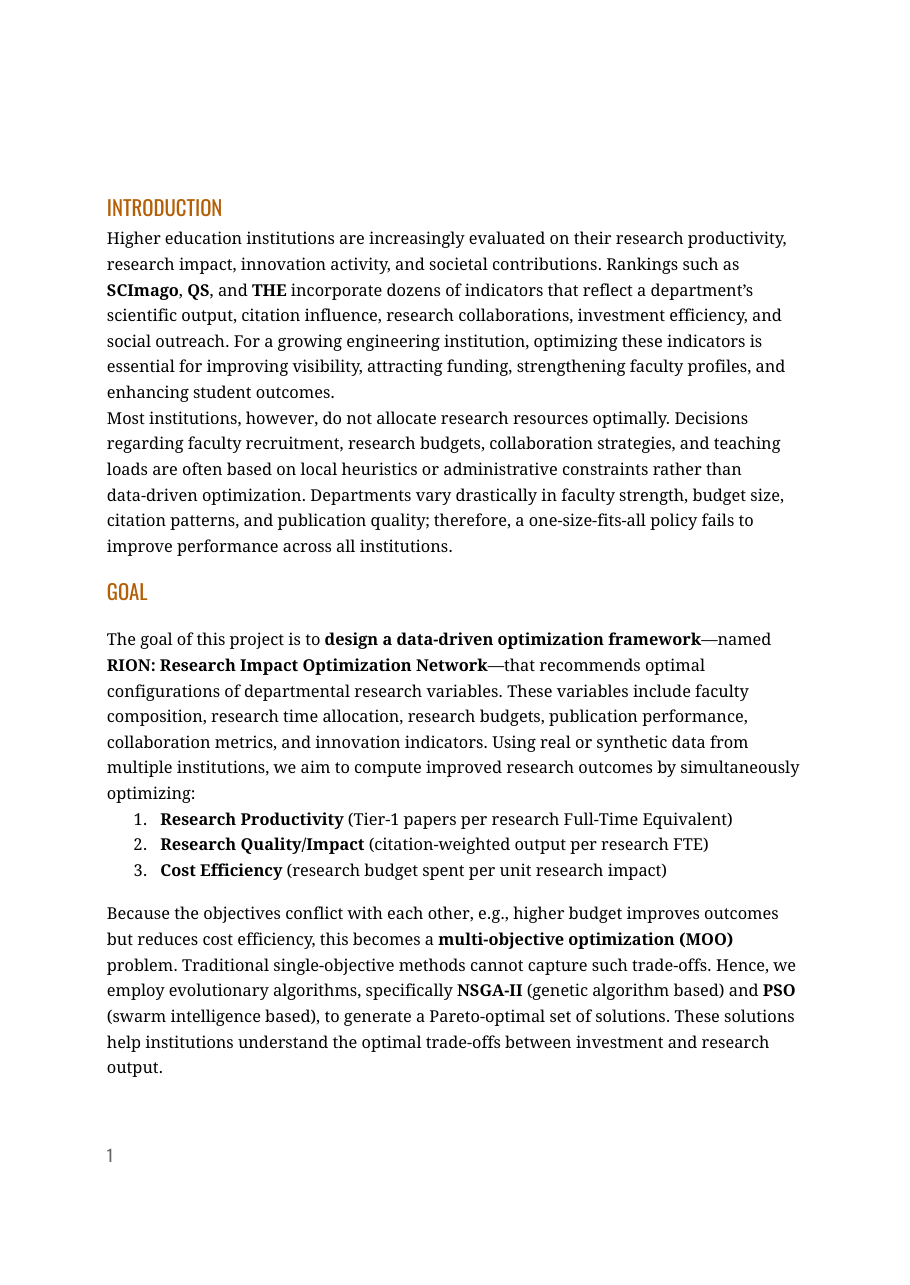 INTRODUCTION
Higher education institutions are increasingly evaluated on their research productivity,
research impact, innovation activity, and societal contributions. Rankings such as
SCImago, QS, and THE incorporate dozens of indicators that reflect a department’s
scientific output, citation influence, research collaborations, investment efficiency, and
social outreach. For a growing engineering institution, optimizing these indicators is
essential for improving visibility, attracting funding, strengthening faculty profiles, and
enhancing student outcomes.
Most institutions, however, do not allocate research resources optimally. Decisions
regarding faculty recruitment, research budgets, collaboration strategies, and teaching
loads are often based on local heuristics or administrative constraints rather than
data-driven optimization. Departments vary drastically in faculty strength, budget size,
citation patterns, and publication quality; therefore, a one-size-fits-all policy fails to
improve performance across all institutions.
GOAL
The goal of this project is to design a data-driven optimization framework—named
RION: Research Impact Optimization Network—that recommends optimal
configurations of departmental research variables. These variables include faculty
composition, research time allocation, research budgets, publication performance,
collaboration metrics, and innovation indicators. Using real or synthetic data from
multiple institutions, we aim to compute improved research outcomes by simultaneously
optimizing:
1. Research Productivity (Tier-1 papers per research Full-Time Equivalent)
2. Research Quality/Impact (citation-weighted output per research FTE)
3. Cost Efficiency (research budget spent per unit research impact)
Because the objectives conflict with each other, e.g., higher budget improves outcomes
but reduces cost efficiency, this becomes a multi-objective optimization (MOO)
problem. Traditional single-objective methods cannot capture such trade-offs. Hence, we
employ evolutionary algorithms, specifically NSGA-II (genetic algorithm based) and PSO
(swarm intelligence based), to generate a Pareto-optimal set of solutions. These solutions
help institutions understand the optimal trade-offs between investment and research
output.
1